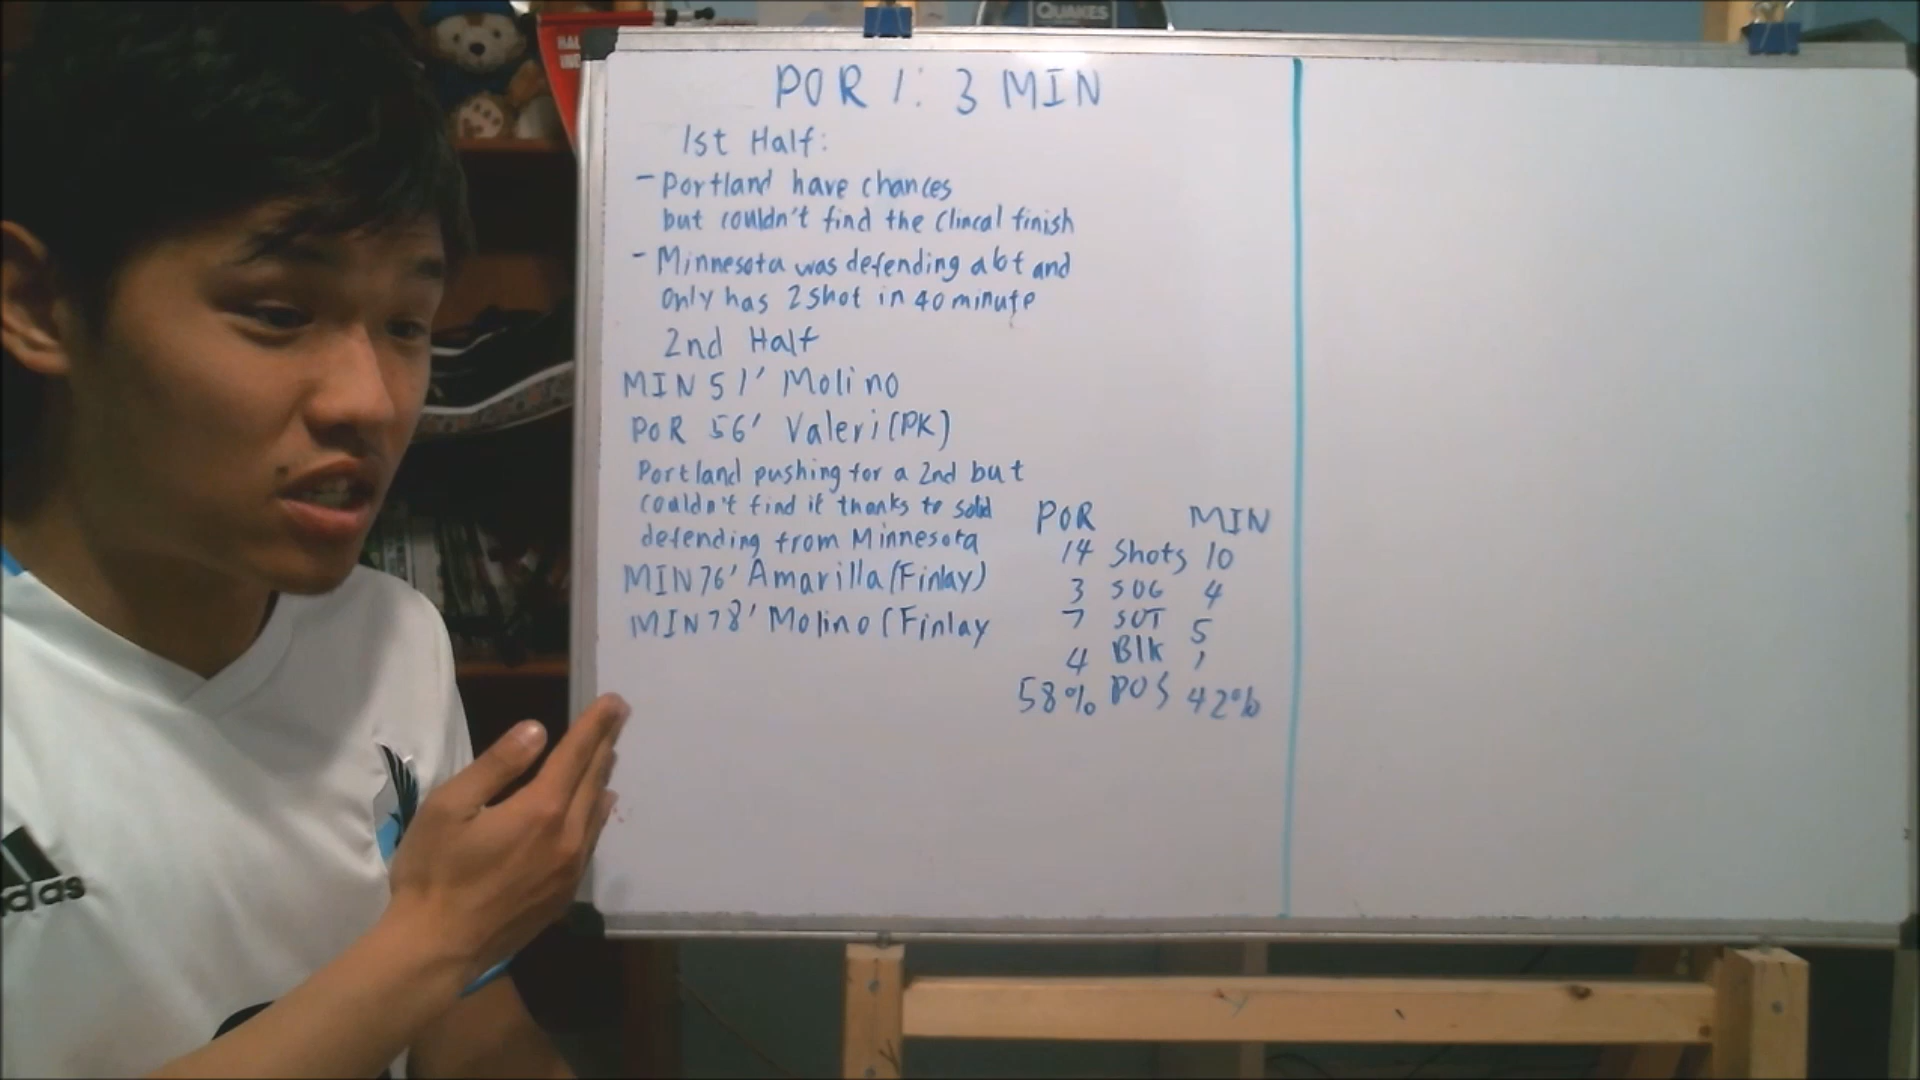 QUAKES
POR 1:3 MIN
1st Half:
- Portland have chances
but couldn't find the clincal finish
- Minnesota was defending a lot and
only has 2 shot in 40 minute
2nd Half
MIN 51' Molino
POR 56' Valeri (PK)
Portland pushing for a 2nd but
couldn't find it thanks to solid
defending from Minnesota
MIN 76' Amarilla (Finlay)
MIN 78' Molino (Finlay
POR MIN
14 Shots 10
3 SOG 4
7 SOT 5
4 Blk 1
58% POS 42%